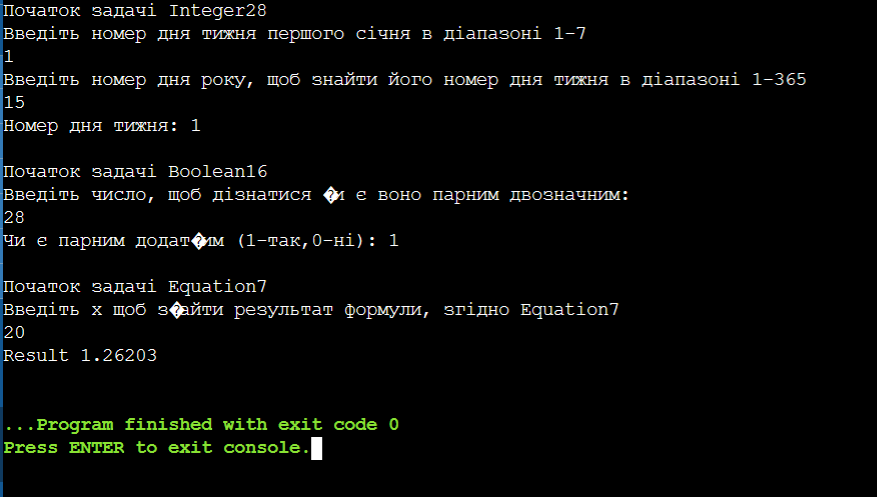 Початок задачі Integer28
Введіть номер дня тижня першого січня в діапазоні 1-7
1
Введіть номер дня року, щоб знайти його номер дня тижня в діапазоні 1-365
15
Номер дня тижня: 1
Початок задачі Boolean16
Введіть число, щоб дізнатися �и є воно парним двозначним:
28
Чи є парним додат�им (1-так,0-ні): 1
Початок задачі Equation7
Введіть х щоб з�айти результат формули, згідно Equation7
20
Result 1.26203
...Program finished with exit code 0
Press ENTER to exit console.